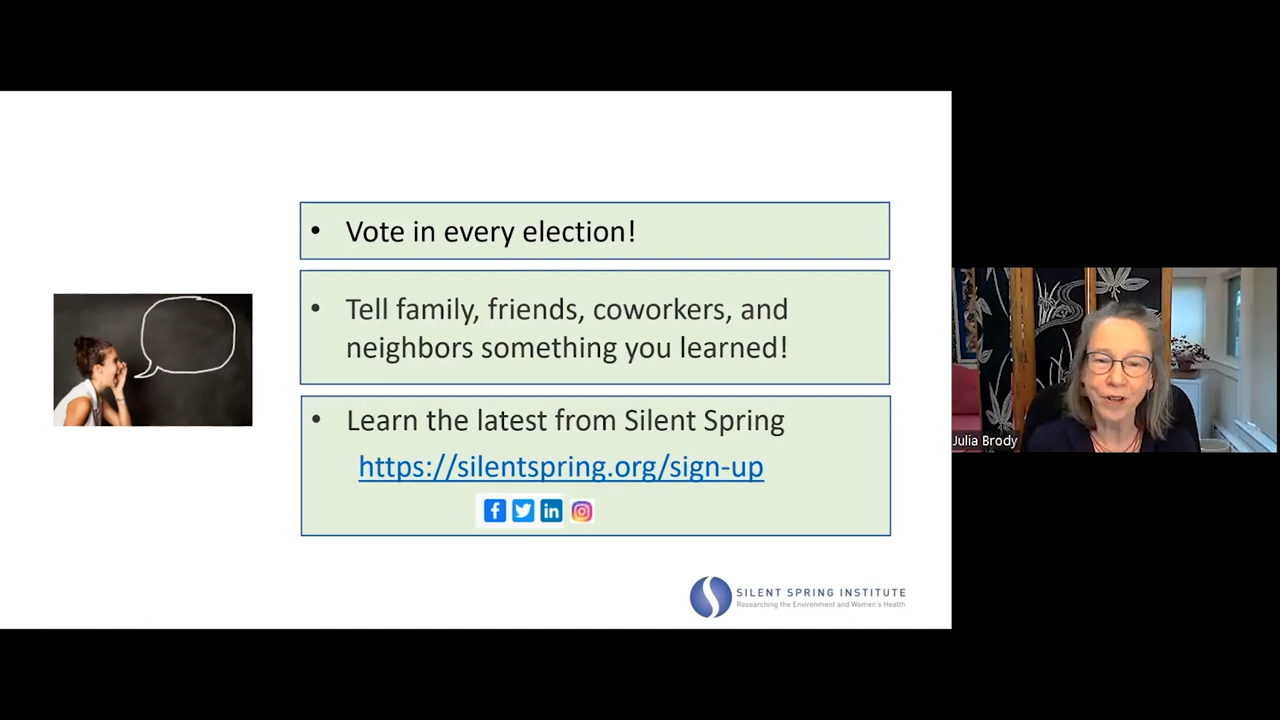 • Vote in every election!
• Tell family, friends, coworkers, and
neighbors something you learned!
• Learn the latest from Silent Spring
https://silentspring.org/sign-up
SILENT SPRING INSTITUTE
Researching the Environment and Women's Health
Julia Brody